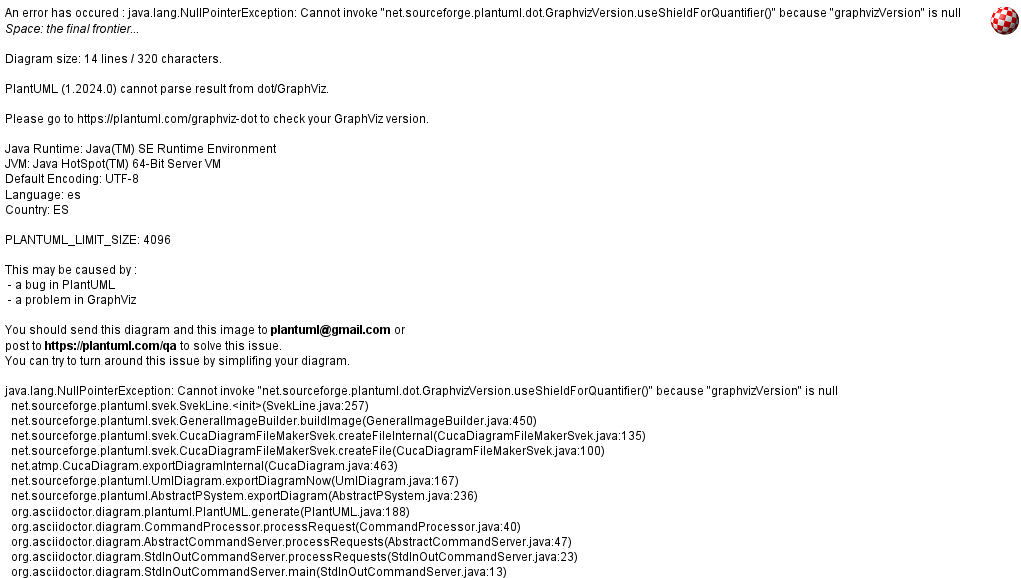 An error has occured : java.lang.NullPointerException: Cannot invoke "net.sourceforge.plantuml.dot.GraphvizVersion.useShieldForQuantifier()" because "graphvizVersion" is null
Space: the final frontier...
Diagram size: 14 lines / 320 characters.
PlantUML (1.2024.0) cannot parse result from dot/GraphViz.
Please go to https://plantuml.com/graphviz-dot to check your GraphViz version.
Java Runtime: Java(TM) SE Runtime Environment
JVM: Java HotSpot(TM) 64-Bit Server VM
Default Encoding: UTF-8
Language: es
Country: ES
PLANTUML_LIMIT_SIZE: 4096
This may be caused by :
- a bug in PlantUML
- a problem in GraphViz
You should send this diagram and this image to plantuml@gmail.com or
post to https://plantuml.com/qa to solve this issue.
You can try to turn around this issue by simplifing your diagram.
java.lang.NullPointerException: Cannot invoke "net.sourceforge.plantuml.dot.GraphvizVersion.useShieldForQuantifier()" because "graphvizVersion" is null
net.sourceforge.plantuml.svek.SvekLine.<init>(SvekLine.java:257)
net.sourceforge.plantuml.svek.GeneralImageBuilder.buildImage(GeneralImageBuilder.java:450)
net.sourceforge.plantuml.svek.CucaDiagramFileMakerSvek.createFileInternal(CucaDiagramFileMakerSvek.java:135)
net.sourceforge.plantuml.svek.CucaDiagramFileMakerSvek.createFile(CucaDiagramFileMakerSvek.java:100)
net.atmp.CucaDiagram.exportDiagramInternal(CucaDiagram.java:463)
net.sourceforge.plantuml.UmlDiagram.exportDiagramNow(UmlDiagram.java:167)
net.sourceforge.plantuml.AbstractPSystem.exportDiagram(AbstractPSystem.java:236)
org.asciidoctor.diagram.plantuml.PlantUML.generate(PlantUML.java:188)
org.asciidoctor.diagram.CommandProcessor.processRequest(CommandProcessor.java:40)
org.asciidoctor.diagram.AbstractCommandServer.processRequests(AbstractCommandServer.java:47)
org.asciidoctor.diagram.StdInOutCommandServer.processRequests(StdInOutCommandServer.java:23)
org.asciidoctor.diagram.StdInOutCommandServer.main(StdInOutCommandServer.java:13)